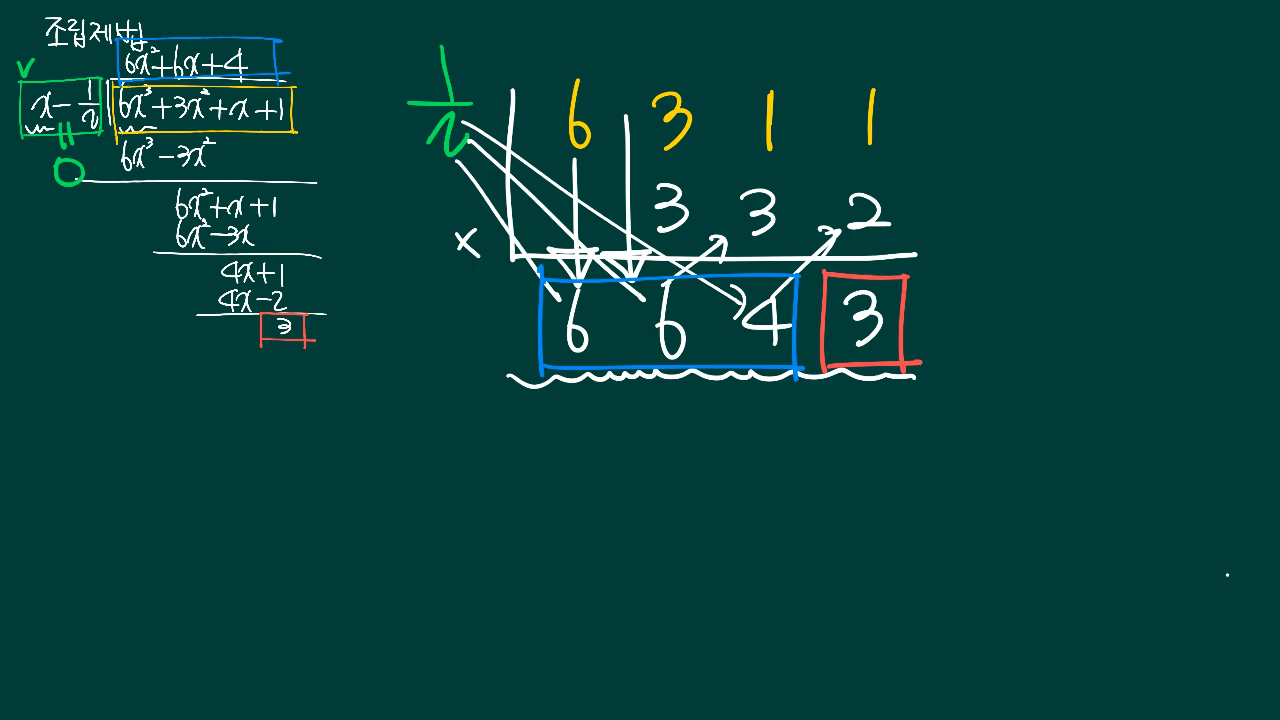 조립제법
6x²+6x+4
x - 1/2 | 6x³+3x²+x+1
6x³-3x²
6x²+x+1
6x²-3x
4x+1
4x-2
3
v
=
0
1/2 6 3 1 1
3 3 2
x
6 6 4 3